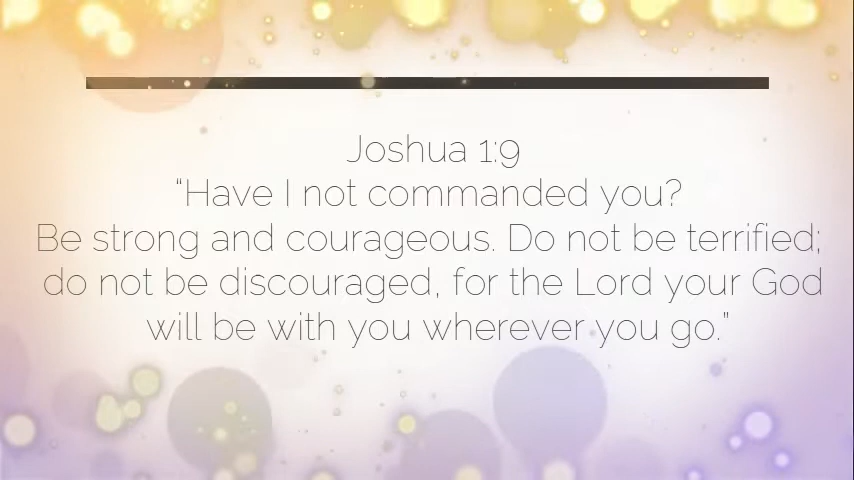 Joshua 1:9
“Have I not commanded you?
Be strong and courageous. Do not be terrified;
do not be discouraged, for the Lord your God
will be with you wherever you go.”